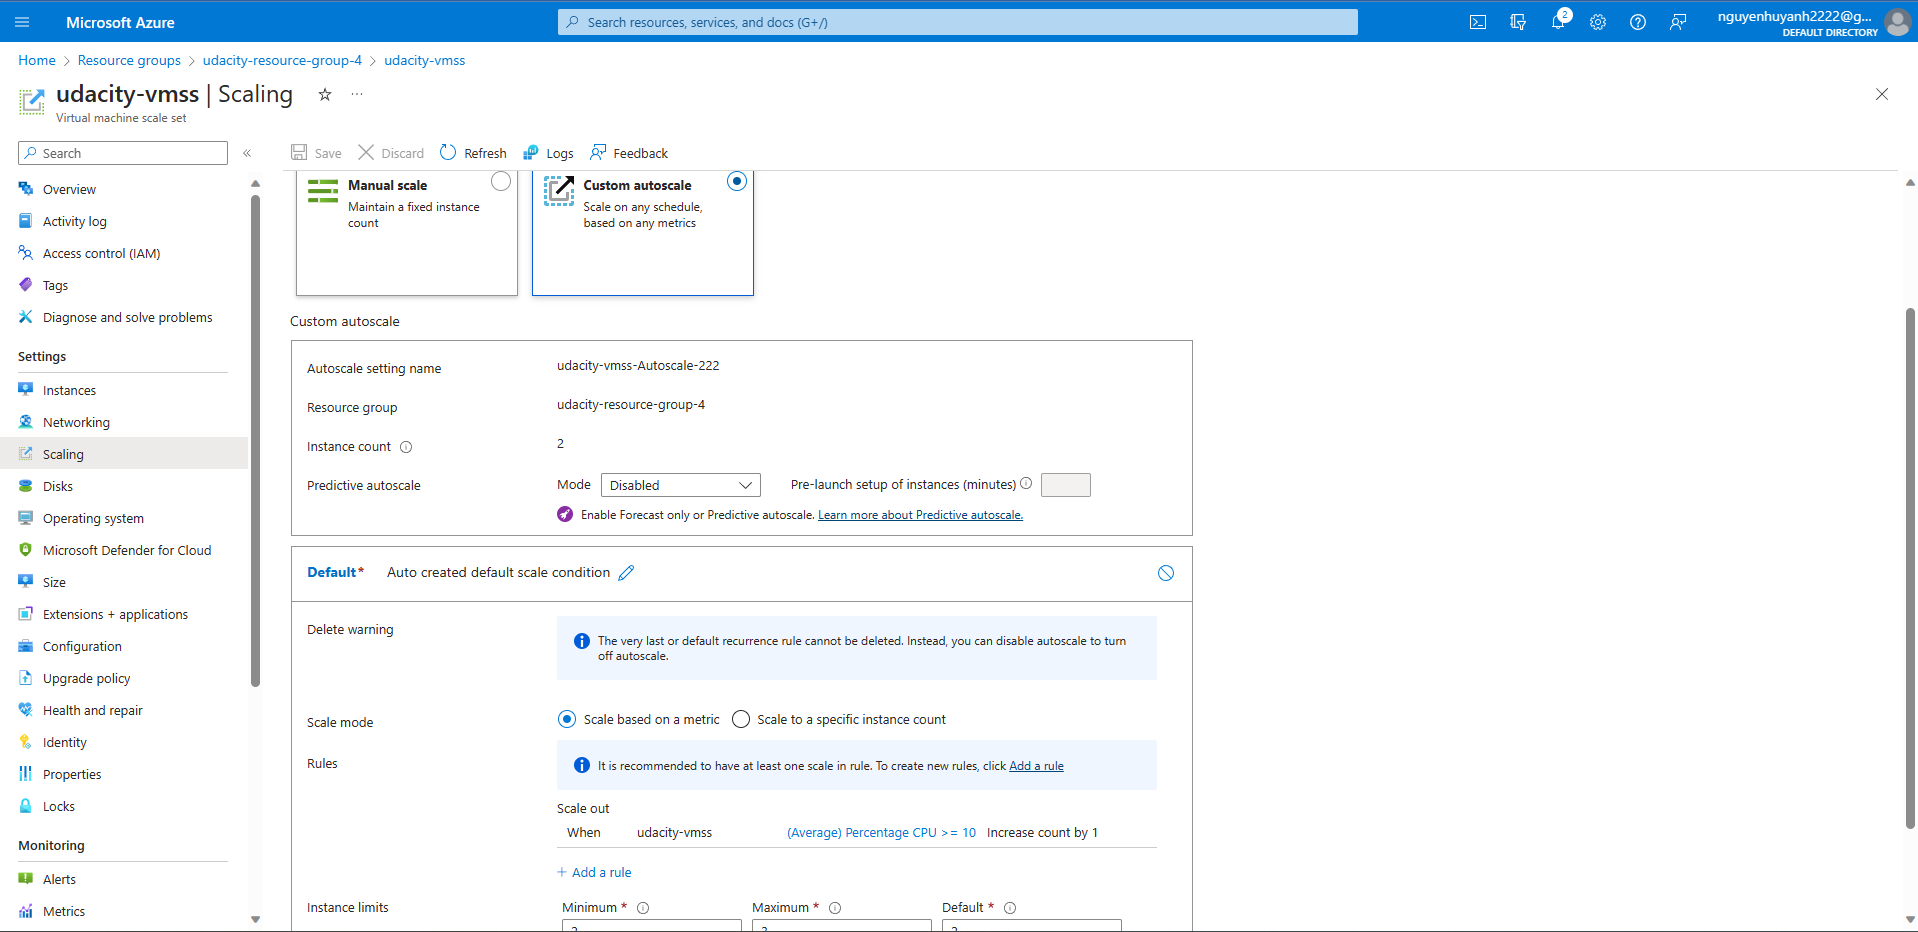 Microsoft Azure
Search resources, services, and docs (G+/)
2
nguyenhuyanh2222@g...
DEFAULT DIRECTORY
Home > Resource groups > udacity-resource-group-4 > udacity-vmss
udacity-vmss | Scaling
Virtual machine scale set
Search
Save
Discard
Refresh
Logs
Feedback
Overview
Activity log
Access control (IAM)
Tags
Diagnose and solve problems
Settings
Instances
Networking
Scaling
Disks
Operating system
Microsoft Defender for Cloud
Size
Extensions + applications
Configuration
Upgrade policy
Health and repair
Identity
Properties
Locks
Monitoring
Alerts
Metrics
Manual scale
Maintain a fixed instance
count
Custom autoscale
Scale on any schedule,
based on any metrics
Custom autoscale
Autoscale setting name
udacity-vmss-Autoscale-222
Resource group
udacity-resource-group-4
Instance count
2
Predictive autoscale
Mode
Disabled
Pre-launch setup of instances (minutes)
Enable Forecast only or Predictive autoscale. Learn more about Predictive autoscale.
Default*
Auto created default scale condition
Delete warning
The very last or default recurrence rule cannot be deleted. Instead, you can disable autoscale to turn
off autoscale.
Scale mode
Scale based on a metric
Scale to a specific instance count
Rules
It is recommended to have at least one scale in rule. To create new rules, click Add a rule
Scale out
When
udacity-vmss
(Average) Percentage CPU >= 10
Increase count by 1
+ Add a rule
Instance limits
Minimum *
Maximum *
Default *